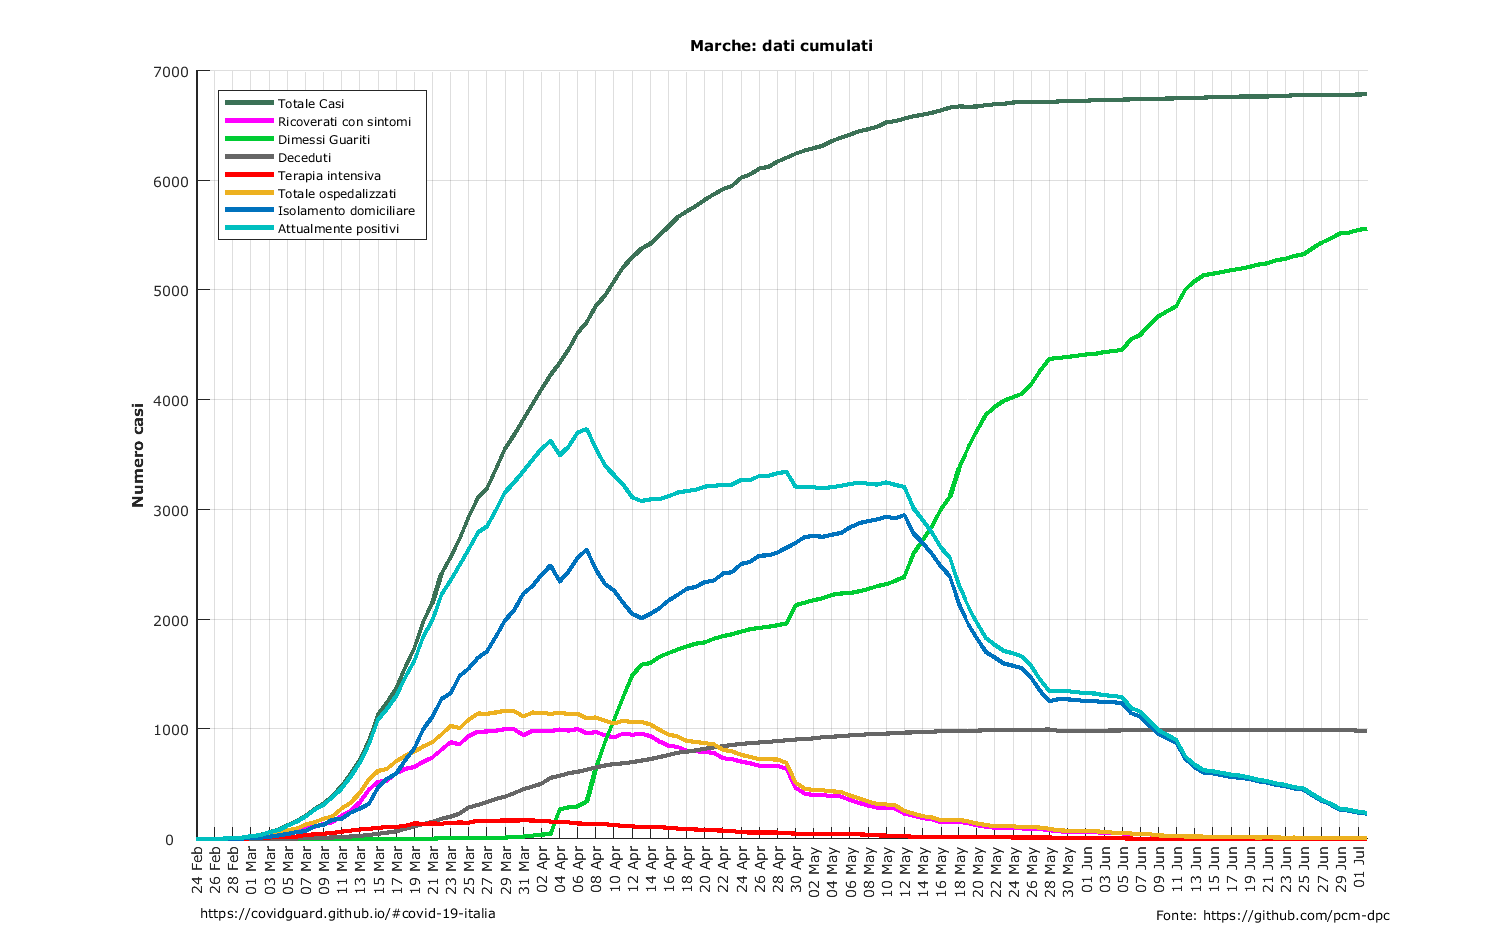 Marche: dati cumulati
7000
6000
5000
4000
3000
2000
1000
0
Numero casi
Totale Casi
Ricoverati con sintomi
Dimessi Guariti
Deceduti
Terapia intensiva
Totale ospedalizzati
Isolamento domiciliare
Attualmente positivi
24 Feb
26 Feb
28 Feb
01 Mar
03 Mar
05 Mar
07 Mar
09 Mar
11 Mar
13 Mar
15 Mar
17 Mar
19 Mar
21 Mar
23 Mar
25 Mar
27 Mar
29 Mar
31 Mar
02 Apr
04 Apr
06 Apr
08 Apr
10 Apr
12 Apr
14 Apr
16 Apr
18 Apr
20 Apr
22 Apr
24 Apr
26 Apr
28 Apr
30 Apr
02 May
04 May
06 May
08 May
10 May
12 May
14 May
16 May
18 May
20 May
22 May
24 May
26 May
28 May
30 May
01 Jun
03 Jun
05 Jun
07 Jun
09 Jun
11 Jun
13 Jun
15 Jun
17 Jun
19 Jun
21 Jun
23 Jun
25 Jun
27 Jun
29 Jun
01 Jul
https://covidguard.github.io/#covid-19-italia
Fonte: https://github.com/pcm-dpc